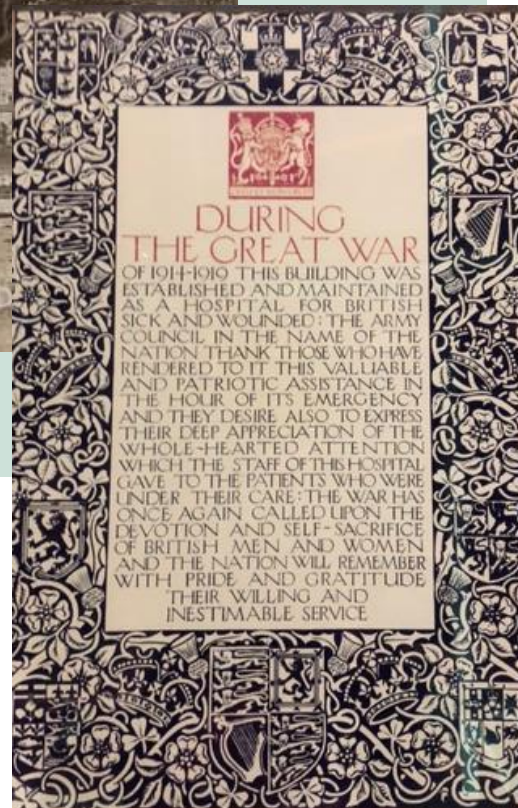 DURING
THE GREAT WAR
OF 1914-1919 THIS BUILDING WAS
ESTABLISHED AND MAINTAINED
AS A HOSPITAL FOR BRITISH
SICK AND WOUNDED : THE ARMY
COUNCIL IN THE NAME OF THE
NATION THANK THOSE WHO HAVE
RENDERED TO IT THIS VALUABLE
AND PATRIOTIC ASSISTANCE IN
THE HOUR OF ITS EMERGENCY
AND THEY DESIRE ALSO TO EXPRESS
THEIR DEEP APPRECIATION OF THE
WHOLE-HEARTED ATTENTION
WHICH THE STAFF OF THIS HOSPITAL
GAVE TO THE PATIENTS WHO WERE
UNDER THEIR CARE : THE WAR HAS
ONCE AGAIN CALLED UPON THE
DEVOTION AND SELF-SACRIFICE
OF BRITISH MEN AND WOMEN
AND THE NATION WILL REMEMBER
WITH PRIDE AND GRATITUDE
THEIR WILLING AND
INESTIMABLE SERVICE